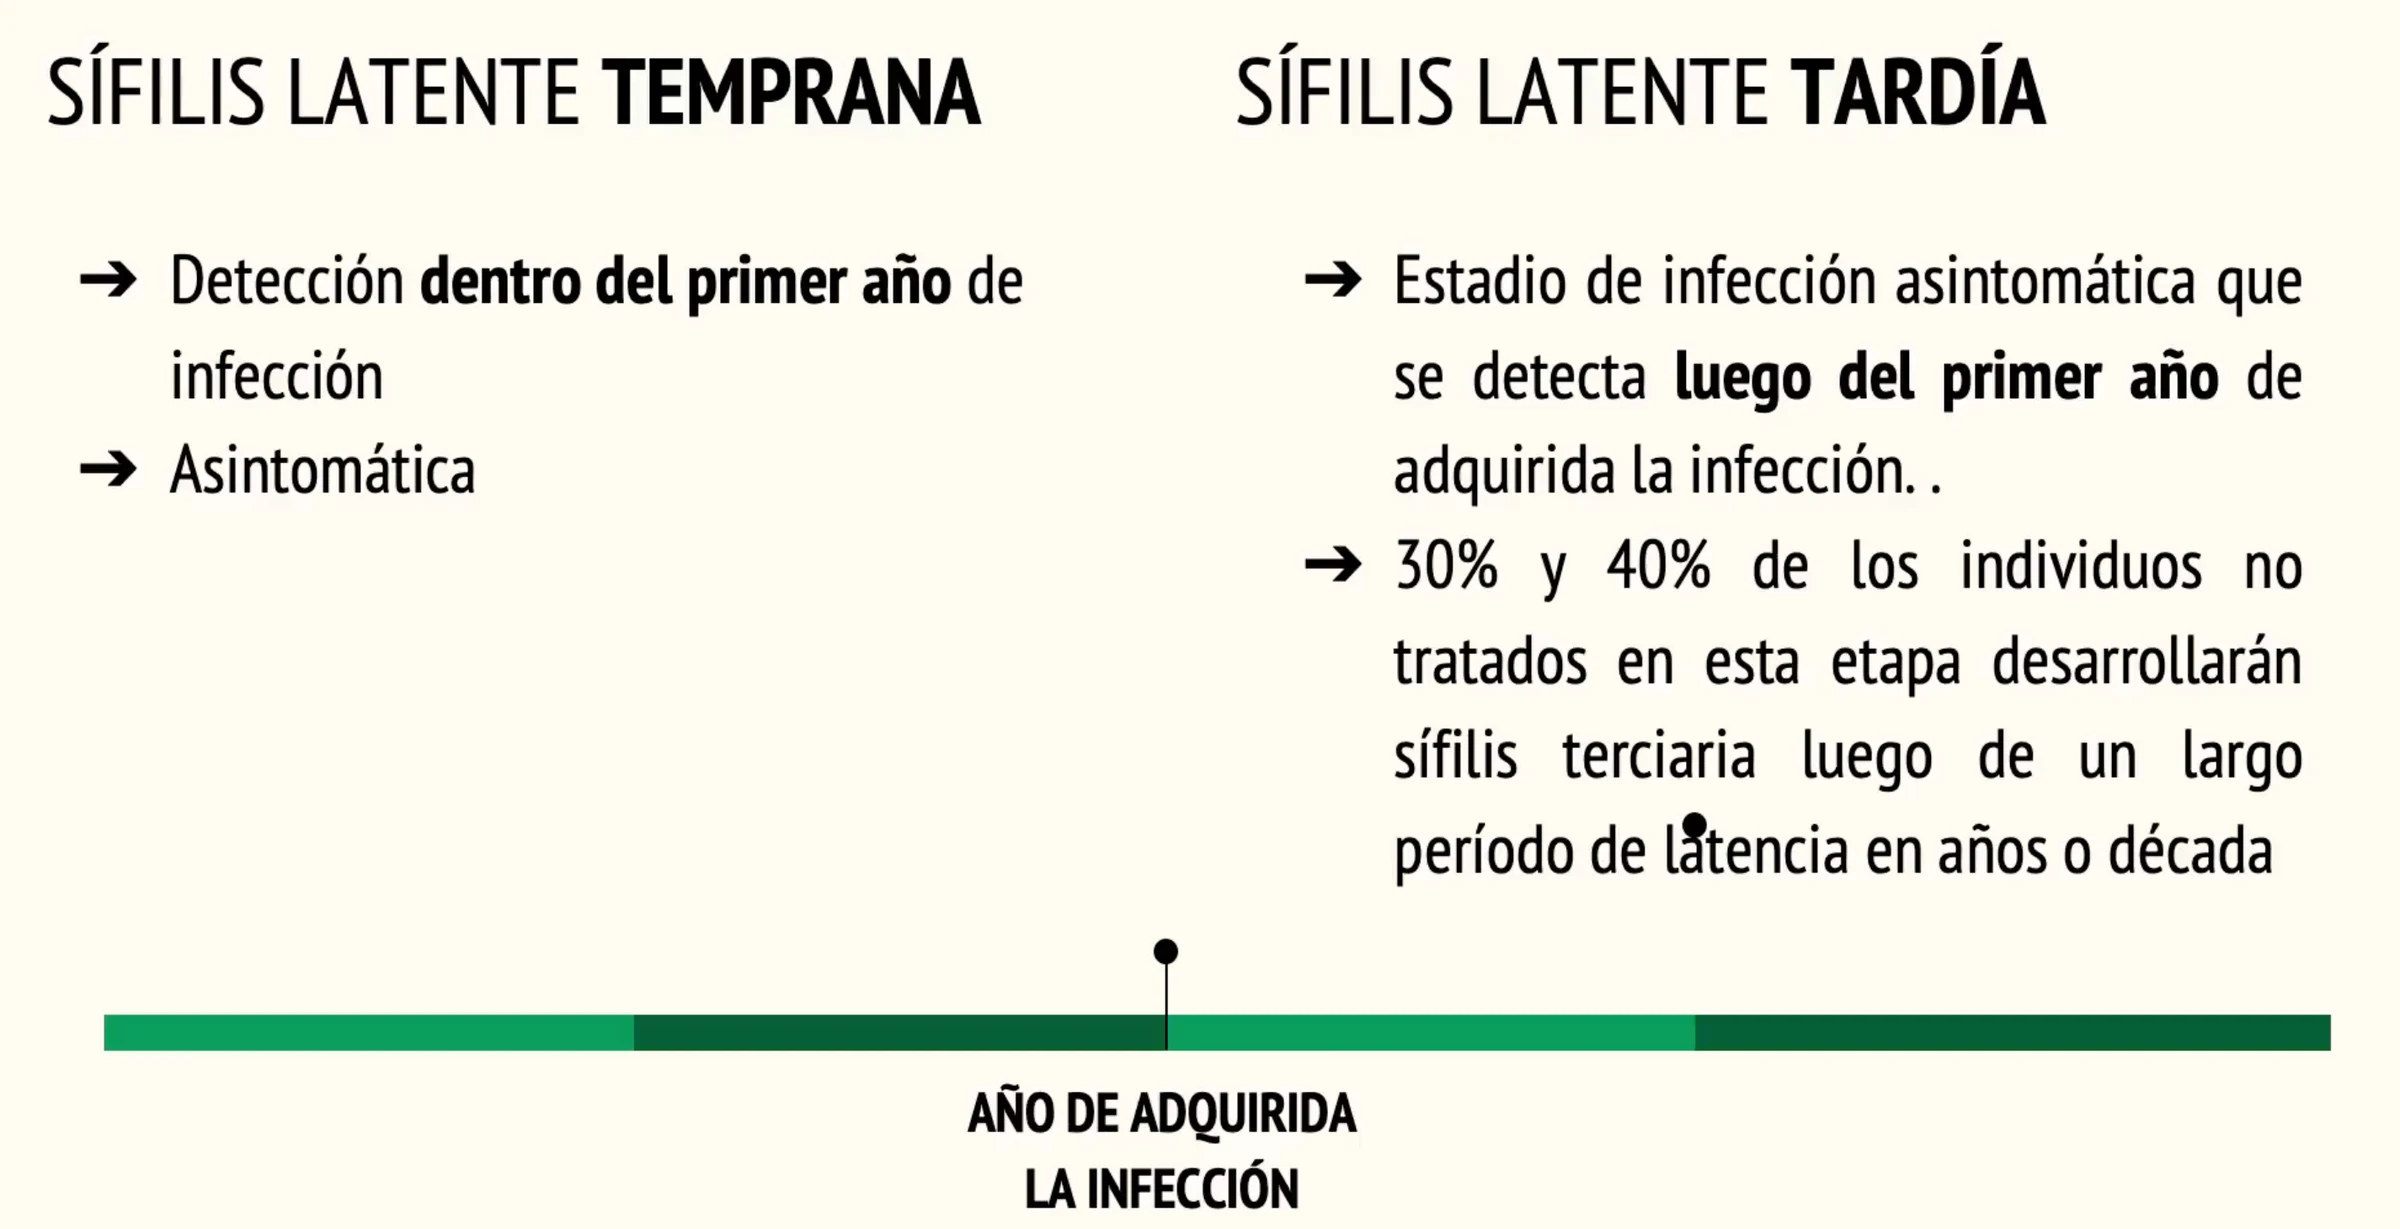 SÍFILIS LATENTE TEMPRANA
➔ Detección dentro del primer año de
infección
➔ Asintomática
SÍFILIS LATENTE TARDÍA
➔ Estadio de infección asintomática que
se detecta luego del primer año de
adquirida la infección. .
➔ 30% y 40% de los individuos no
tratados en esta etapa desarrollarán
sífilis terciaria luego de un largo
período de latencia en años o década
AÑO DE ADQUIRIDA
LA INFECCIÓN